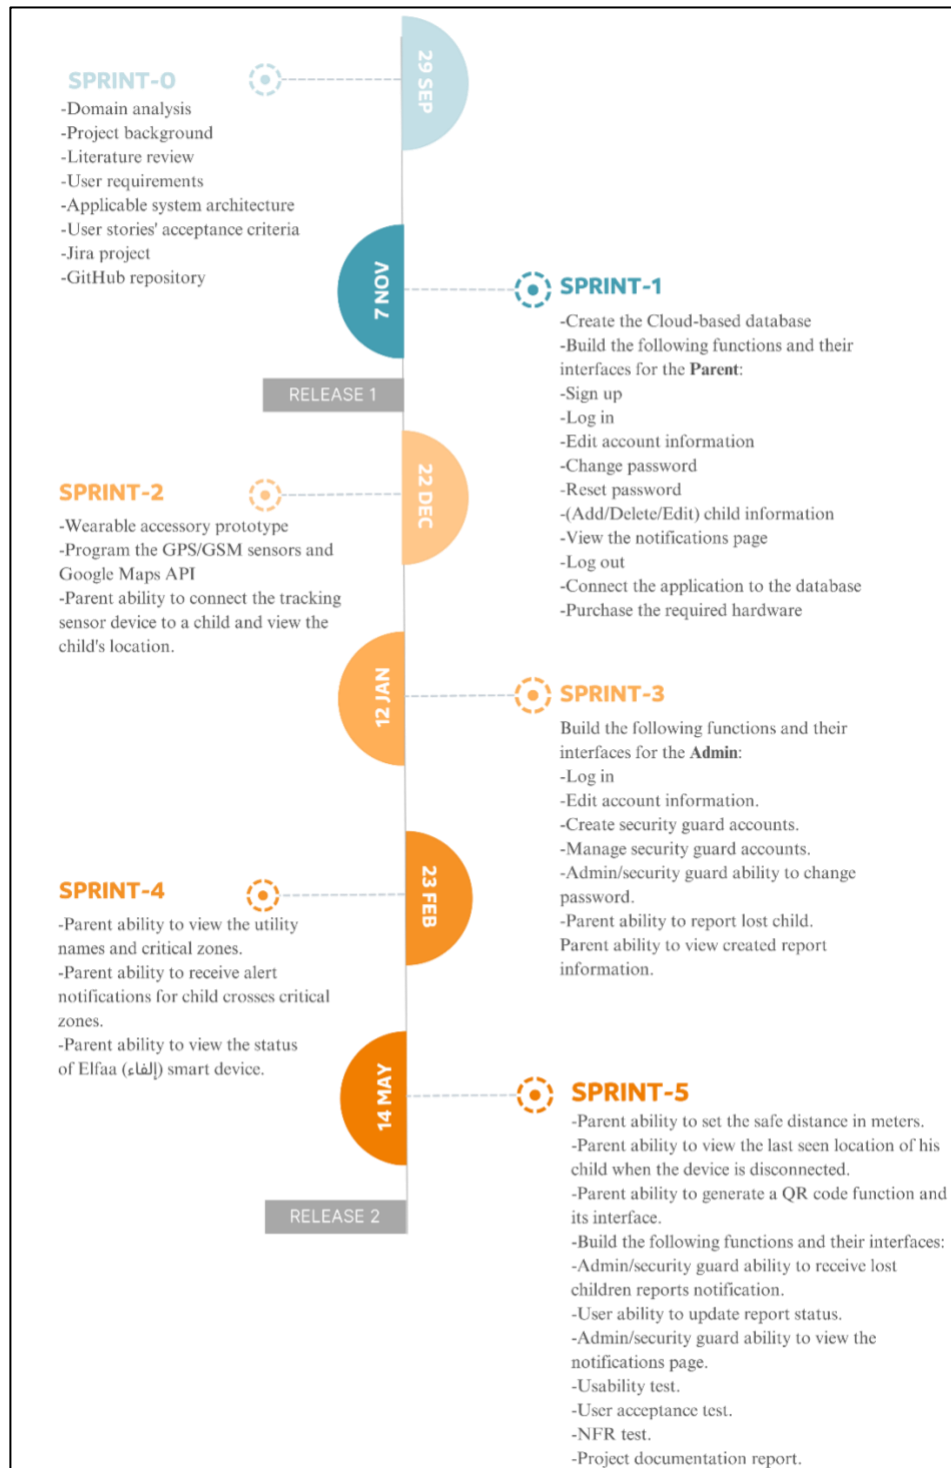 29 SEP
SPRINT-0
-Domain analysis
-Project background
-Literature review
-User requirements
-Applicable system architecture
-User stories' acceptance criteria
-Jira project
-GitHub repository
7 NOV
SPRINT-1
-Create the Cloud-based database
-Build the following functions and their
interfaces for the Parent:
-Sign up
-Log in
-Edit account information
-Change password
-Reset password
-(Add/Delete/Edit) child information
-View the notifications page
-Log out
-Connect the application to the database
-Purchase the required hardware
RELEASE 1
22 DEC
SPRINT-2
-Wearable accessory prototype
-Program the GPS/GSM sensors and
Google Maps API
-Parent ability to connect the tracking
sensor device to a child and view the
child's location.
12 JAN
SPRINT-3
Build the following functions and their
interfaces for the Admin:
-Log in
-Edit account information.
-Create security guard accounts.
-Manage security guard accounts.
-Admin/security guard ability to change
password.
-Parent ability to report lost child.
Parent ability to view created report
information.
23 FEB
SPRINT-4
-Parent ability to view the utility
names and critical zones.
-Parent ability to receive alert
notifications for child crosses critical
zones.
-Parent ability to view the status
of Elfaa (إلفاء) smart device.
14 MAY
SPRINT-5
-Parent ability to set the safe distance in meters.
-Parent ability to view the last seen location of his
child when the device is disconnected.
-Parent ability to generate a QR code function and
its interface.
-Build the following functions and their interfaces:
-Admin/security guard ability to receive lost
children reports notification.
-User ability to update report status.
-Admin/security guard ability to view the
notifications page.
-Usability test.
-User acceptance test.
-NFR test.
-Project documentation report.
RELEASE 2